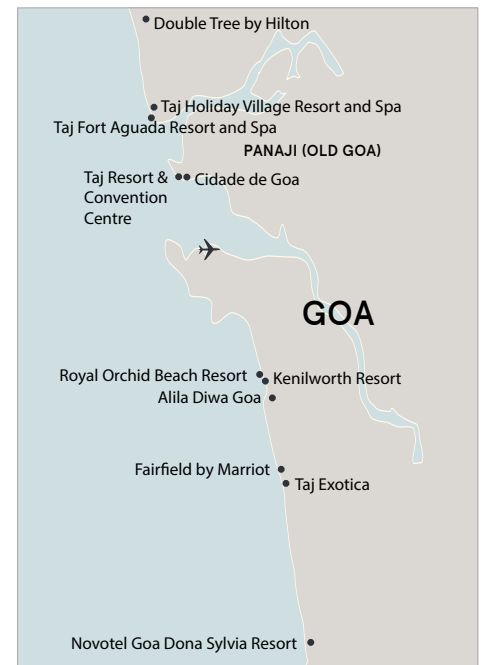 Double Tree by Hilton
Taj Holiday Village Resort and Spa
Taj Fort Aguada Resort and Spa
PANAJI (OLD GOA)
Taj Resort &
Convention
Centre
Cidade de Goa
GOA
Royal Orchid Beach Resort
Kenilworth Resort
Alila Diwa Goa
Fairfield by Marriot
Taj Exotica
Novotel Goa Dona Sylvia Resort